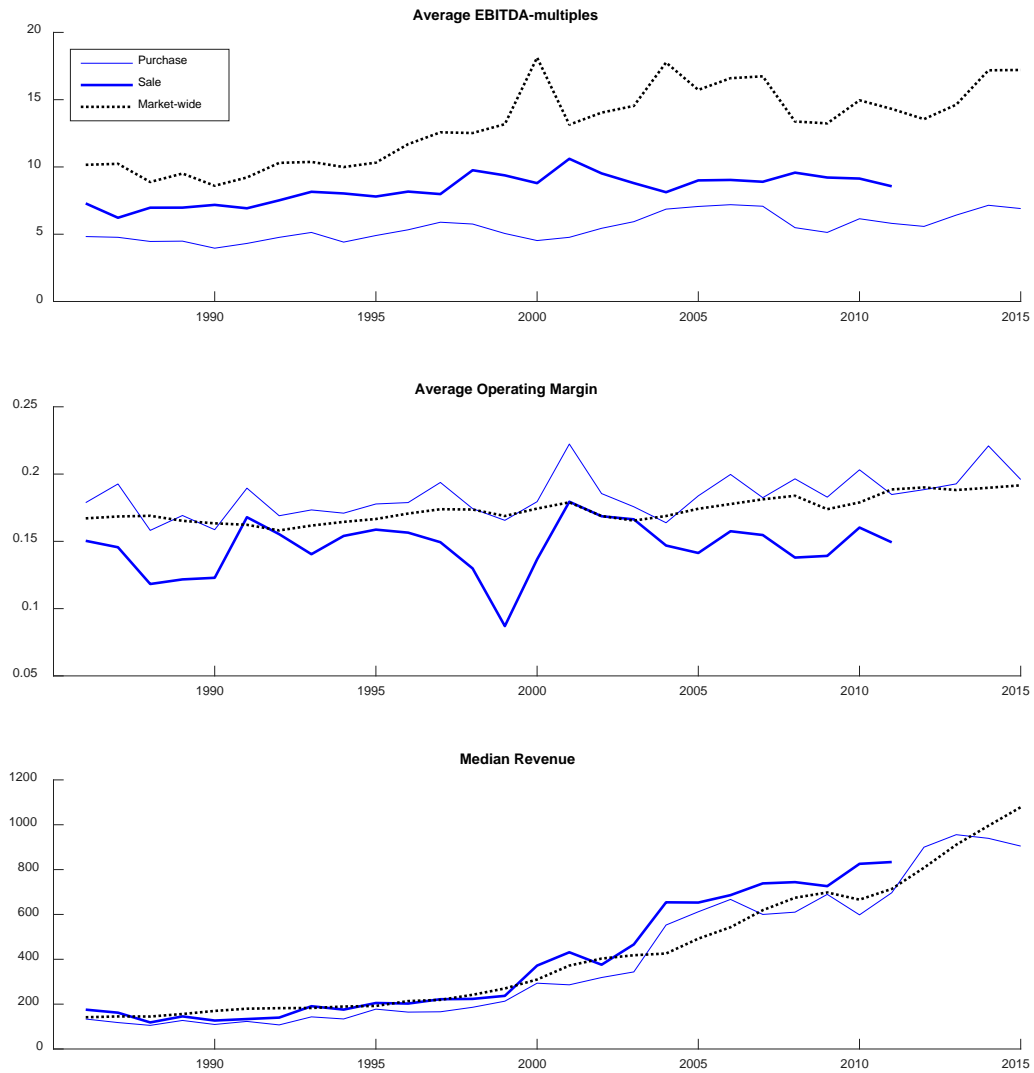 Average EBITDA-multiples
20
15
10
5
0
Purchase
Sale
Market-wide
1990 1995 2000 2005 2010 2015
Average Operating Margin
0.25
0.2
0.15
0.1
0.05
1990 1995 2000 2005 2010 2015
Median Revenue
1200
1000
800
600
400
200
0
1990 1995 2000 2005 2010 2015